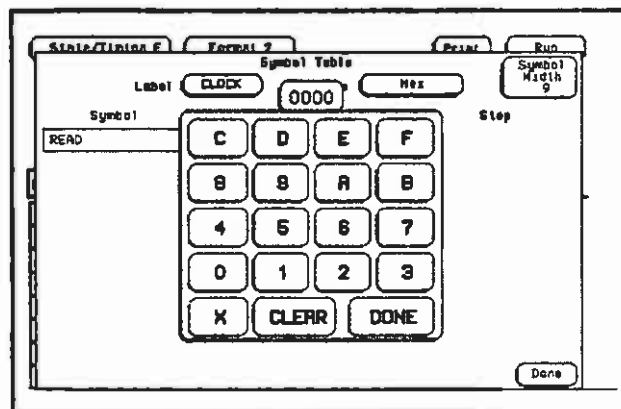 State/Timing E Format 2 Print Run
Symbol Table
Label CLOCK Hex
Symbol Width 9
0000
Symbol Stop
READ
C D E F
8 9 A B
4 5 6 7
0 1 2 3
X CLEAR DONE
Done